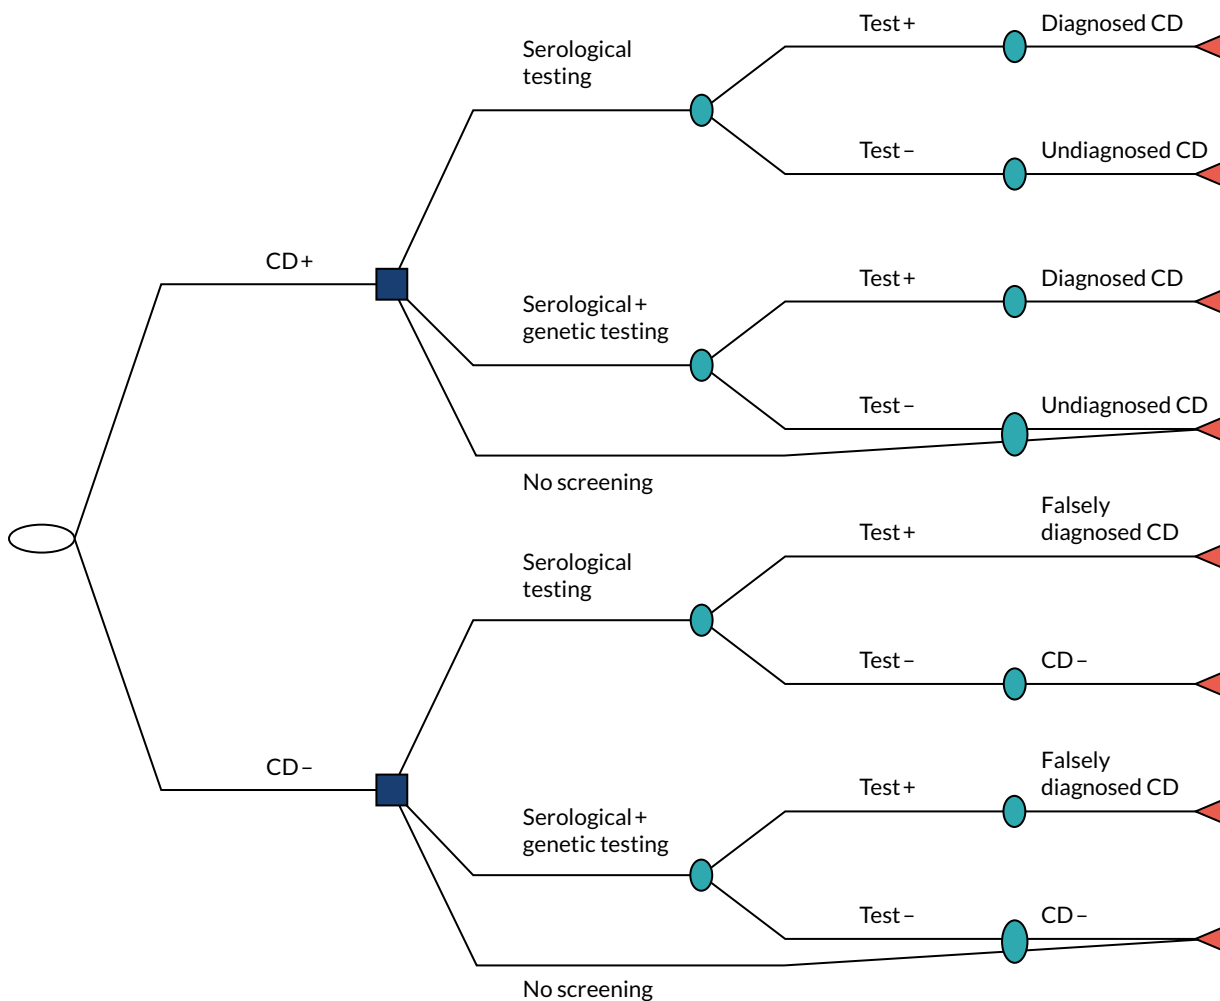 Test+
Diagnosed CD
Serological
testing
Test–
Undiagnosed CD
CD+
Test+
Diagnosed CD
Serological+
genetic testing
Test–
Undiagnosed CD
No screening
Test+
Falsely
diagnosed CD
Serological
testing
Test–
CD–
CD–
Test+
Falsely
diagnosed CD
Serological+
genetic testing
Test–
CD–
No screening